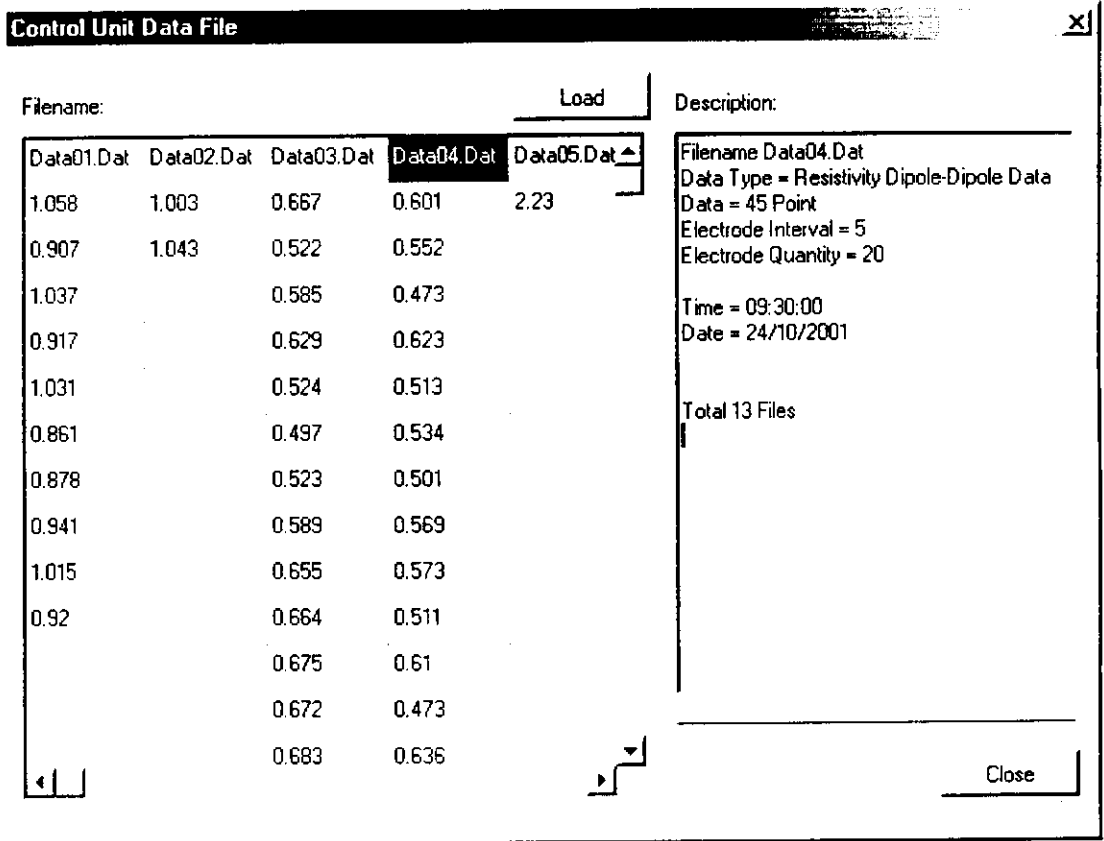 Control Unit Data File
Filename:
Load
Description:
Data01.Dat Data02.Dat Data03.Dat Data04.Dat Data05.Dat
1.058 1.003 0.667 0.601 2.23
0.907 1.043 0.522 0.552
1.037 0.585 0.473
0.917 0.629 0.623
1.031 0.524 0.513
0.861 0.497 0.534
0.878 0.523 0.501
0.941 0.589 0.569
1.015 0.655 0.573
0.92 0.664 0.511
0.675 0.61
0.672 0.473
0.683 0.636
Filename Data04.Dat
Data Type = Resistivity Dipole-Dipole Data
Data = 45 Point
Electrode Interval = 5
Electrode Quantity = 20
Time = 09:30:00
Date = 24/10/2001
Total 13 Files
Close